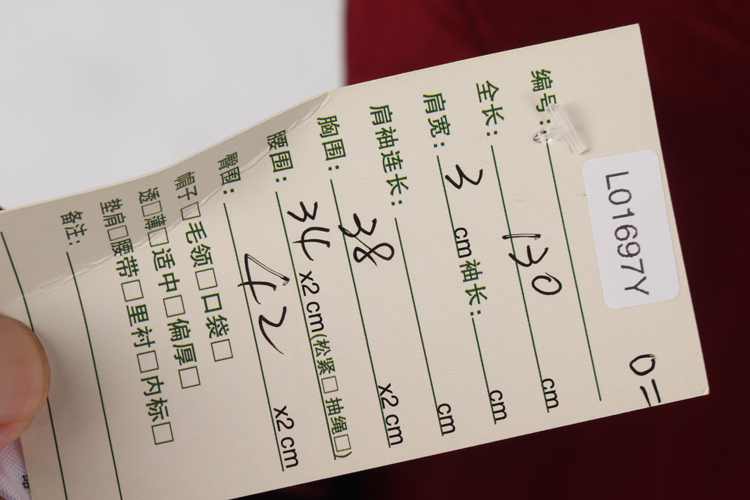 0=
L01697Y
编号:
全长: 130 cm
肩宽: 3 cm 袖长: cm
肩袖连长: cm
胸围: 38 x2 cm
腰围: 34 x2 cm(松紧□ 抽绳□)
臀围: 42 x2 cm
帽子□ 毛领□ 口袋□
透□ 薄□ 适中□ 偏厚□
垫肩□ 腰带□ 里衬□ 内标□
备注: